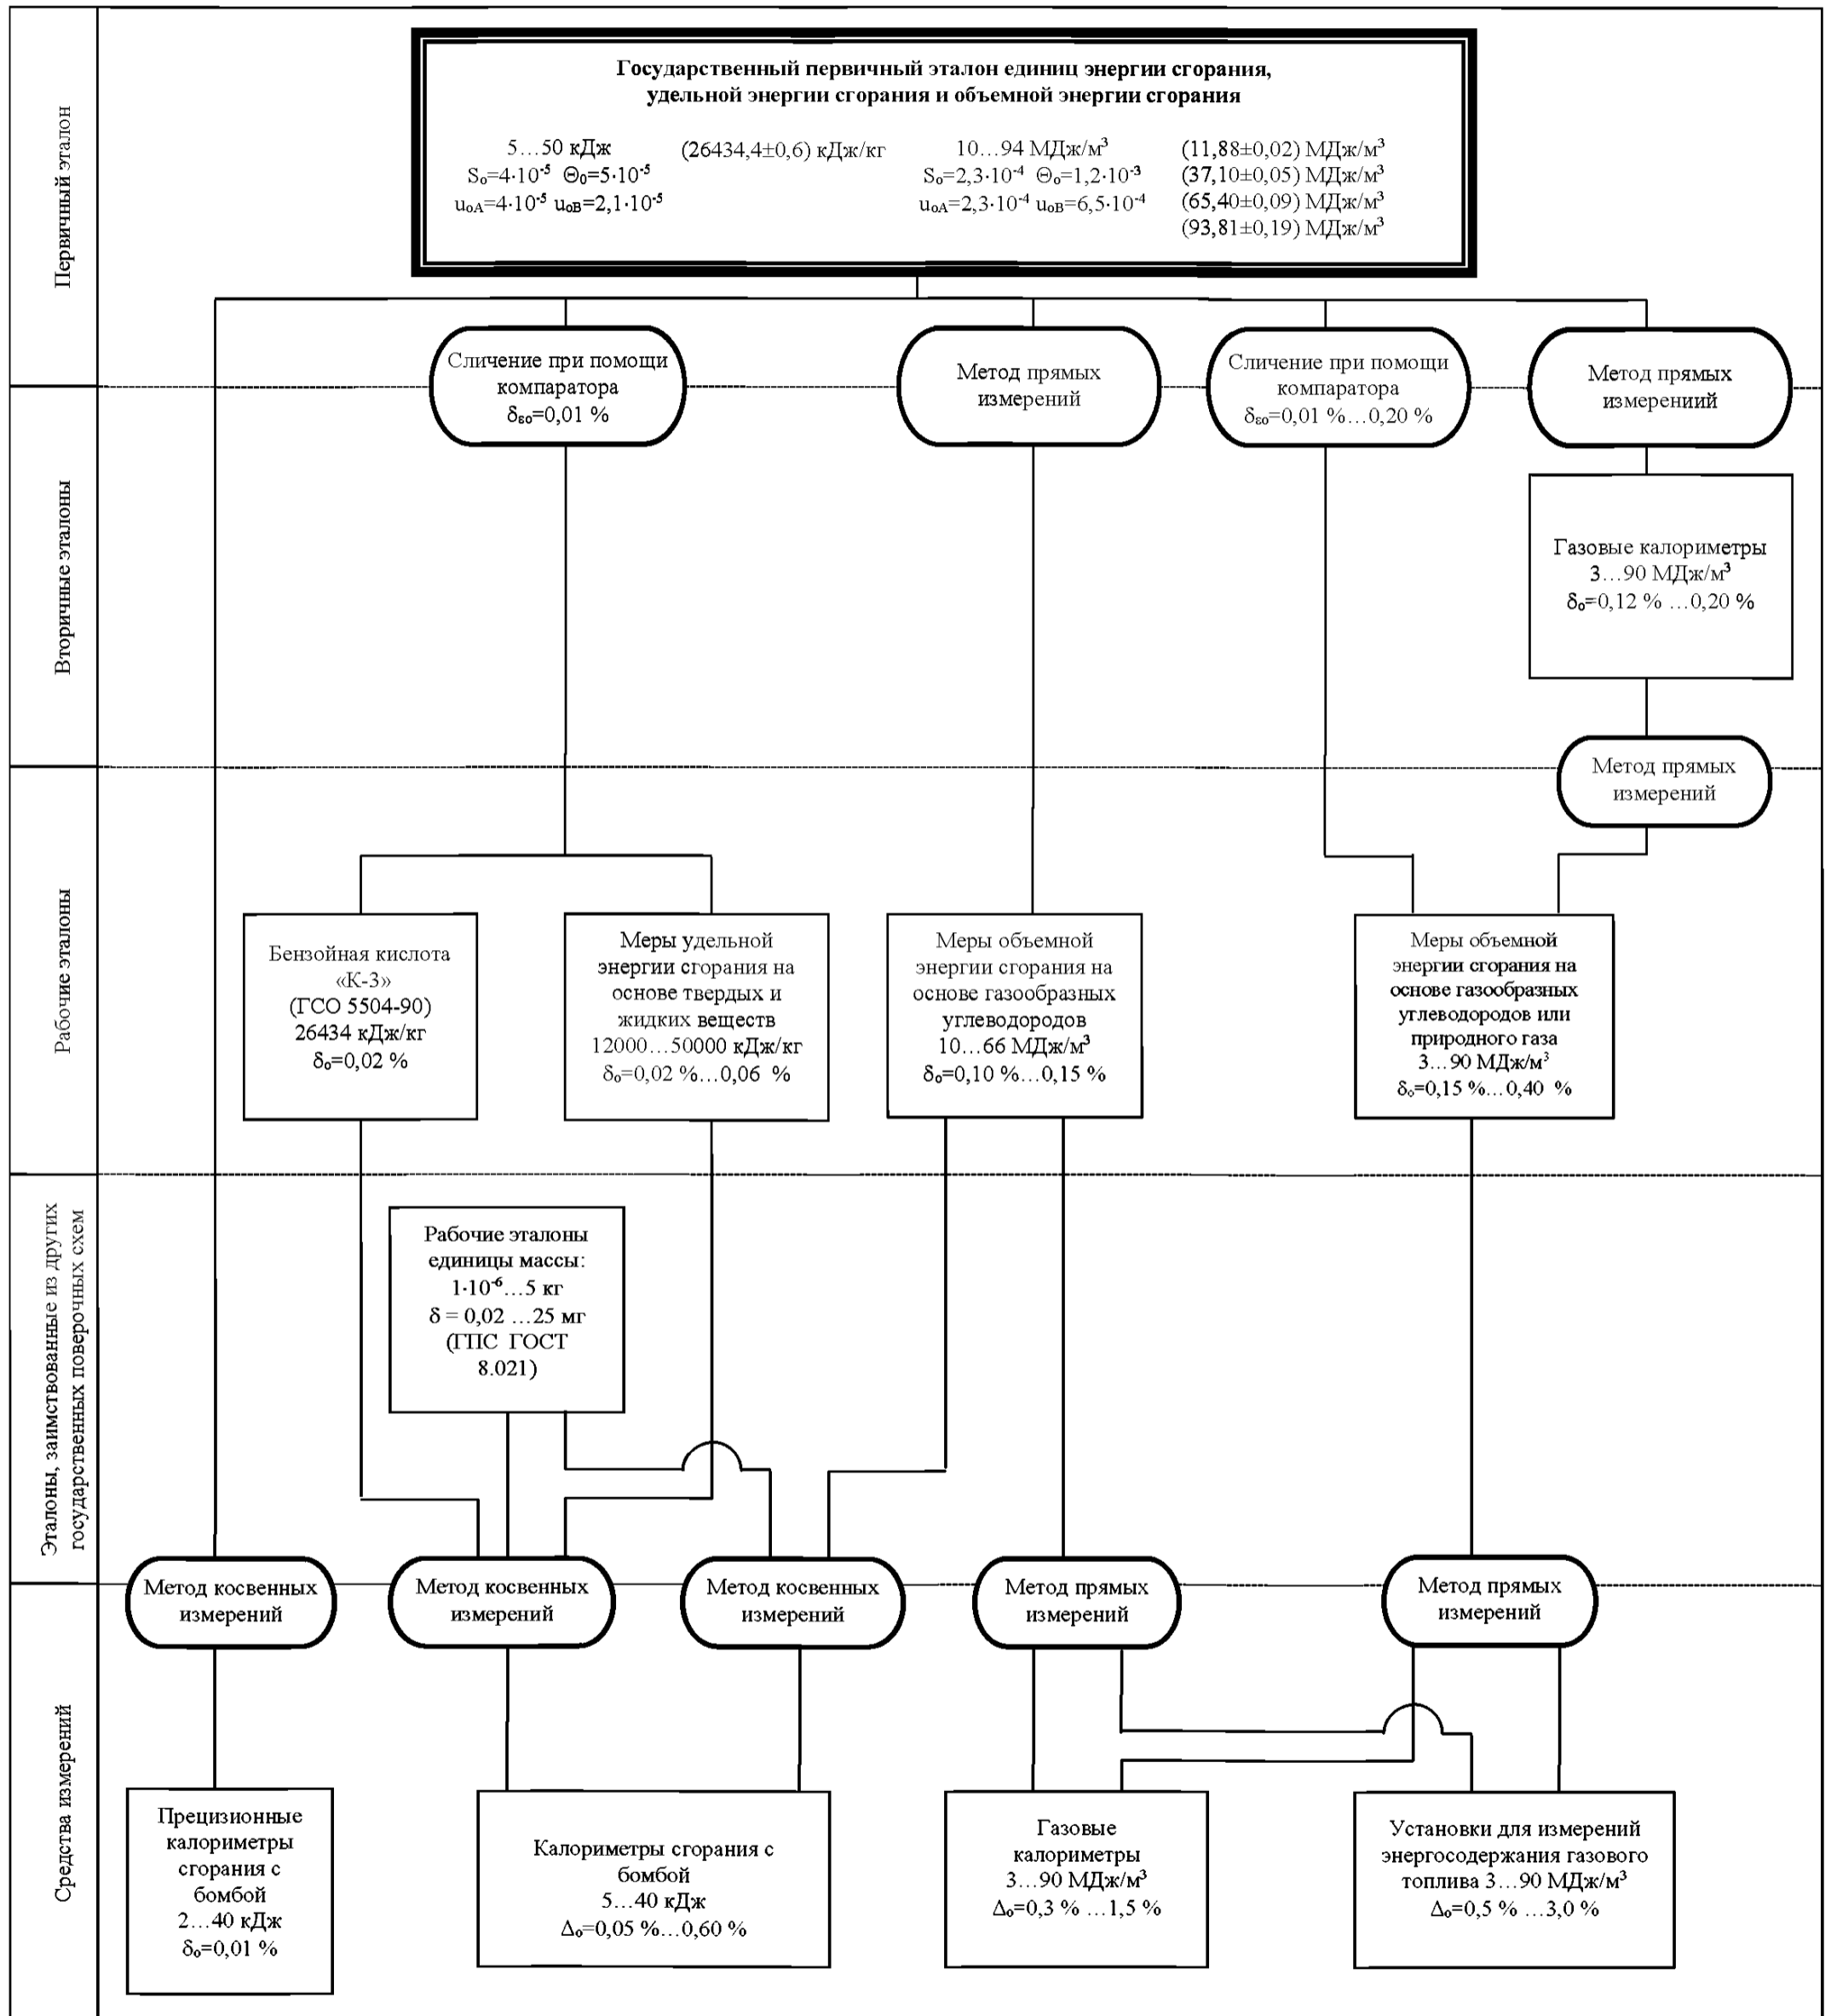 Первичный эталон
Государственный первичный эталон единиц энергии сгорания,
удельной энергии сгорания и объемной энергии сгорания
5…50 кДж
S₀=4·10⁻⁵ Θ₀=5·10⁻⁵
u₀A=4·10⁻⁵ u₀B=2,1·10⁻⁵
(26434,4±0,6) кДж/кг
10…94 МДж/м³
S₀=2,3·10⁻⁴ Θ₀=1,2·10⁻³
u₀A=2,3·10⁻⁴ u₀B=6,5·10⁻⁴
(11,88±0,02) МДж/м³
(37,10±0,05) МДж/м³
(65,40±0,09) МДж/м³
(93,81±0,19) МДж/м³
Сличение при помощи
компаратора
δε₀=0,01 %
Метод прямых
измерений
Сличение при помощи
компаратора
δε₀=0,01 %…0,20 %
Метод прямых
измерениий
Вторичные эталоны
Газовые калориметры
3…90 МДж/м³
δ₀=0,12 % …0,20 %
Метод прямых
измерений
Рабочие эталоны
Бензойная кислота
«К-3»
(ГСО 5504-90)
26434 кДж/кг
δ₀=0,02 %
Меры удельной
энергии сгорания на
основе твердых и
жидких веществ
12000…50000 кДж/кг
δ₀=0,02 %…0,06 %
Меры объемной
энергии сгорания на
основе газообразных
углеводородов
10…66 МДж/м³
δ₀=0,10 %…0,15 %
Меры объемной
энергии сгорания на
основе газообразных
углеводородов или
природного газа
3…90 МДж/м³
δ₀=0,15 %…0,40 %
Эталоны, заимствованные из других
государственных поверочных схем
Рабочие эталоны
единицы массы:
1·10⁻⁶…5 кг
δ = 0,02 …25 мг
(ГПС ГОСТ
8.021)
Метод косвенных
измерений
Метод косвенных
измерений
Метод косвенных
измерений
Метод прямых
измерений
Метод прямых
измерений
Средства измерений
Прецизионные
калориметры
сгорания с
бомбой
2…40 кДж
δ₀=0,01 %
Калориметры сгорания с
бомбой
5…40 кДж
Δ₀=0,05 %…0,60 %
Газовые
калориметры
3…90 МДж/м³
Δ₀=0,3 % …1,5 %
Установки для измерений
энергосодержания газового
топлива 3…90 МДж/м³
Δ₀=0,5 % …3,0 %